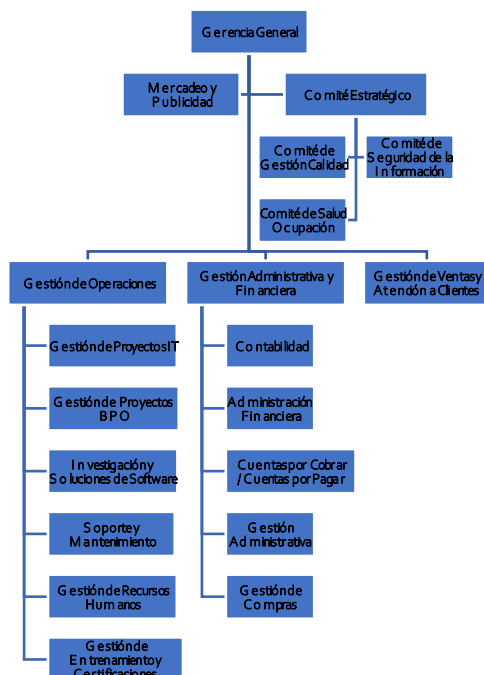 Gerencia General
Mercadeo y
Publicidad
Comité Estratégico
Comité de
Gestión Calidad
Comité de
Seguridad de la
Información
Comité de Salud
Ocupación
Gestión de Operaciones
Gestión Administrativa y
Financiera
Gestión de Ventas y
Atención a Clientes
Gestión de Proyectos IT
Gestión de Proyectos
BPO
Investigación y
Soluciones de Software
Soporte y
Mantenimiento
Gestión de Recursos
Humanos
Gestión de
Entrenamiento y
Certificaciones
Contabilidad
Administración
Financiera
Cuentas por Cobrar
/ Cuentas por Pagar
Gestión
Administrativa
Gestión de
Compras